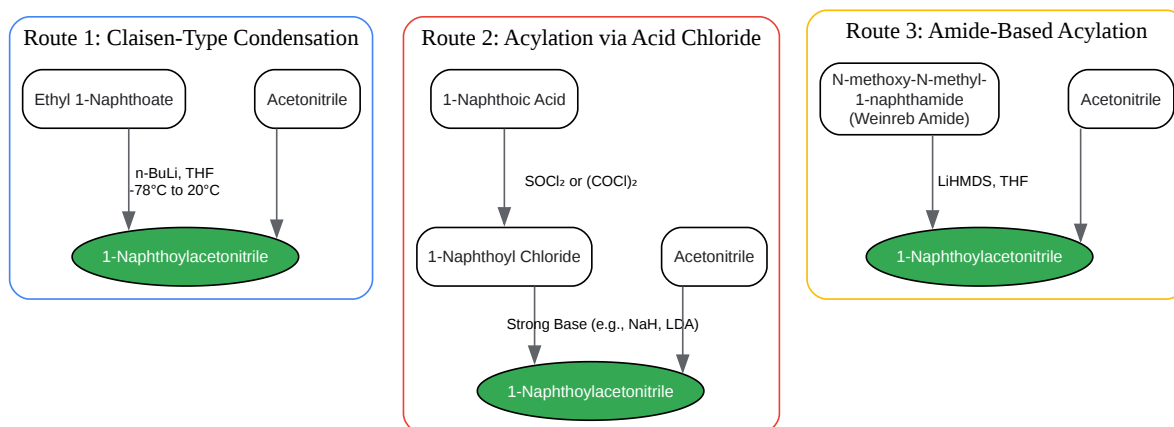 Route 1: Claisen-Type Condensation
Ethyl 1-Naphthoate
Acetonitrile
n-BuLi, THF
-78°C to 20°C
1-Naphthoylacetonitrile
Route 2: Acylation via Acid Chloride
1-Naphthoic Acid
SOCl₂ or (COCl)₂
1-Naphthoyl Chloride
Acetonitrile
Strong Base (e.g., NaH, LDA)
1-Naphthoylacetonitrile
Route 3: Amide-Based Acylation
N-methoxy-N-methyl-
1-naphthamide
(Weinreb Amide)
Acetonitrile
LiHMDS, THF
1-Naphthoylacetonitrile